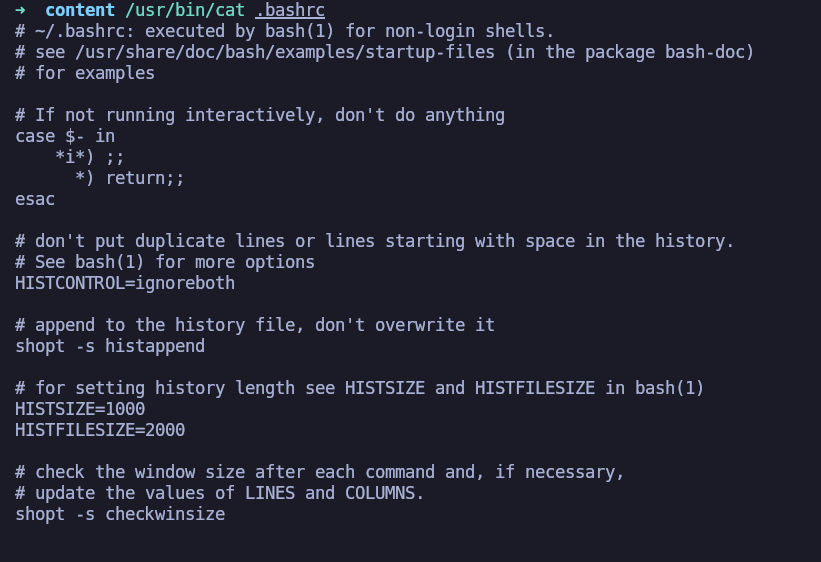 ➜  content /usr/bin/cat .bashrc
# ~/.bashrc: executed by bash(1) for non-login shells.
# see /usr/share/doc/bash/examples/startup-files (in the package bash-doc)
# for examples

# If not running interactively, don't do anything
case $- in
    *i*) ;;
      *) return;;
esac

# don't put duplicate lines or lines starting with space in the history.
# See bash(1) for more options
HISTCONTROL=ignoreboth

# append to the history file, don't overwrite it
shopt -s histappend

# for setting history length see HISTSIZE and HISTFILESIZE in bash(1)
HISTSIZE=1000
HISTFILESIZE=2000

# check the window size after each command and, if necessary,
# update the values of LINES and COLUMNS.
shopt -s checkwinsize